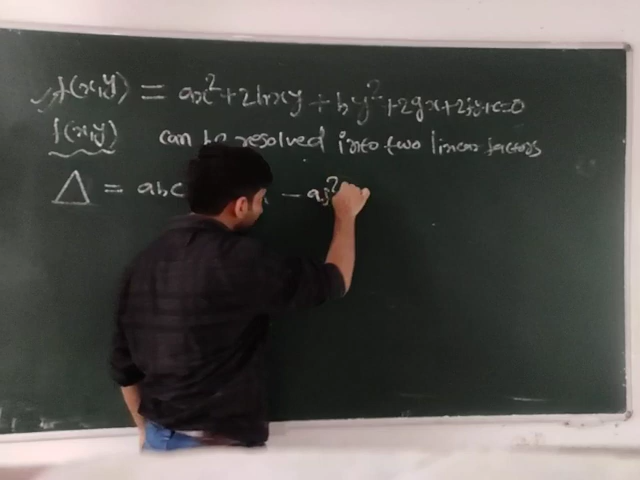 f(x,y) = ax²+2hxy + by²+2gx+2fy+c=0
f(x,y) can be resolved into two linear factors
Δ = abc - af²